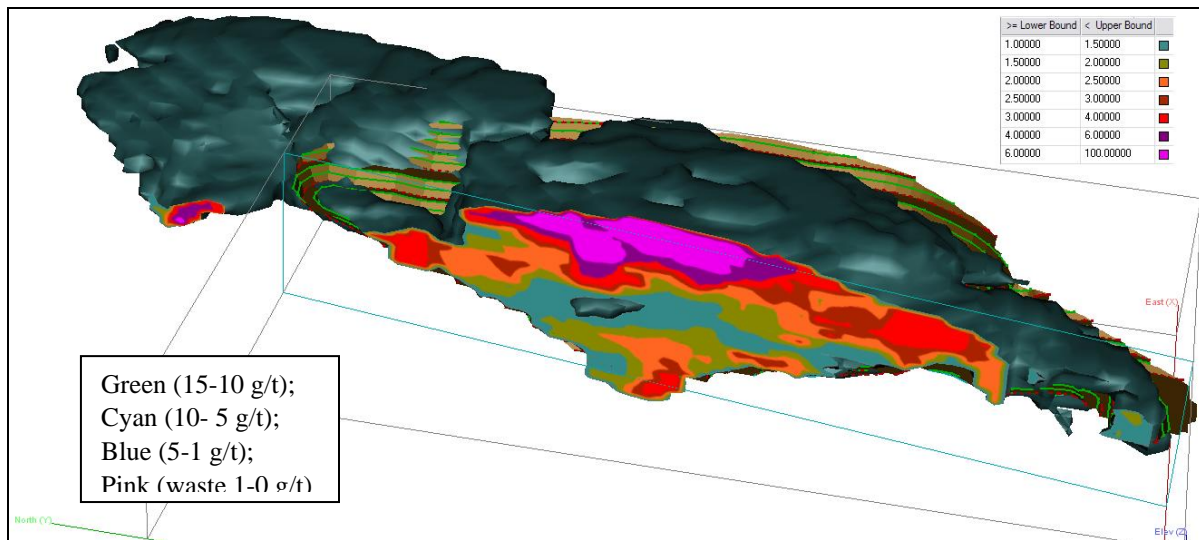 >= Lower Bound < Upper Bound
1.00000 1.50000
1.50000 2.00000
2.00000 2.50000
2.50000 3.00000
3.00000 4.00000
4.00000 6.00000
6.00000 100.00000
East (X)
Green (15-10 g/t);
Cyan (10- 5 g/t);
Blue (5-1 g/t);
Pink (waste 1-0 g/t)
North (Y)
Elev (Z)